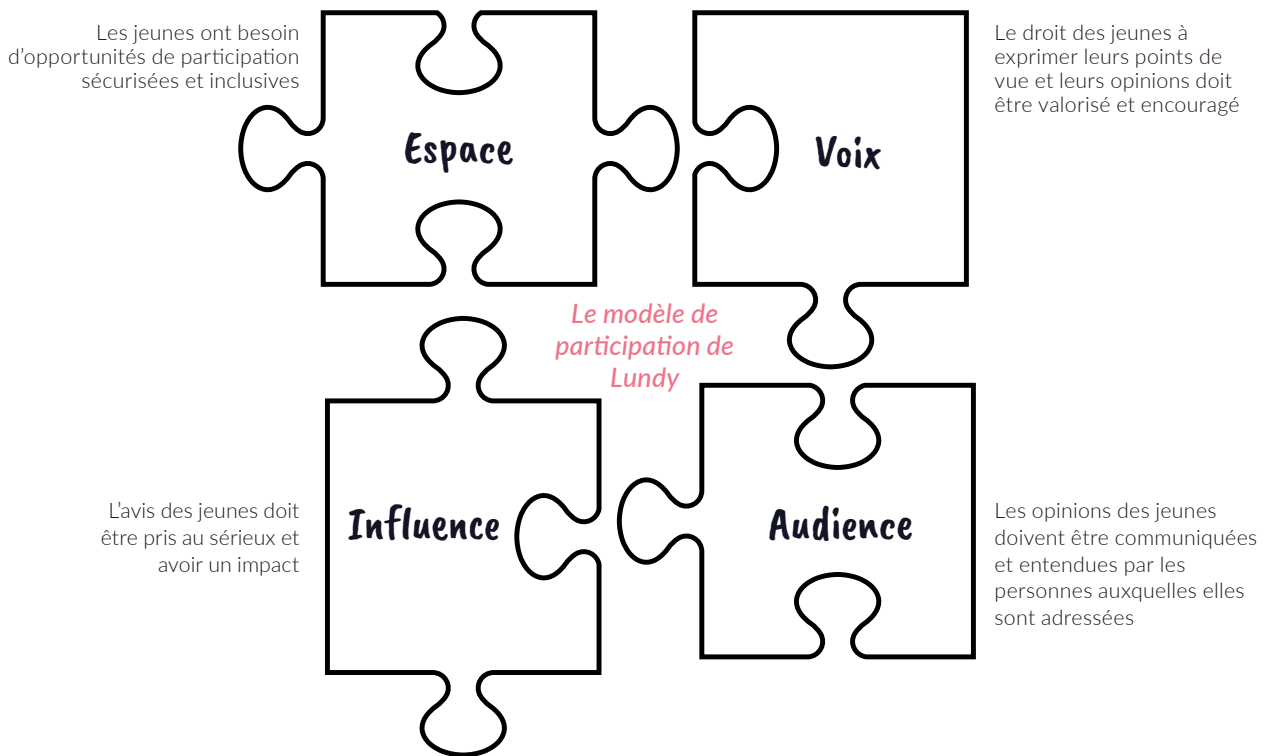 Les jeunes ont besoin
d’opportunités de participation
sécurisées et inclusives
Espace
Voix
Le droit des jeunes à
exprimer leurs points de
vue et leurs opinions doit
être valorisé et encouragé
Le modèle de
participation de
Lundy
L’avis des jeunes doit
être pris au sérieux et
avoir un impact
Influence
Audience
Les opinions des jeunes
doivent être communiquées
et entendues par les
personnes auxquelles elles
sont adressées